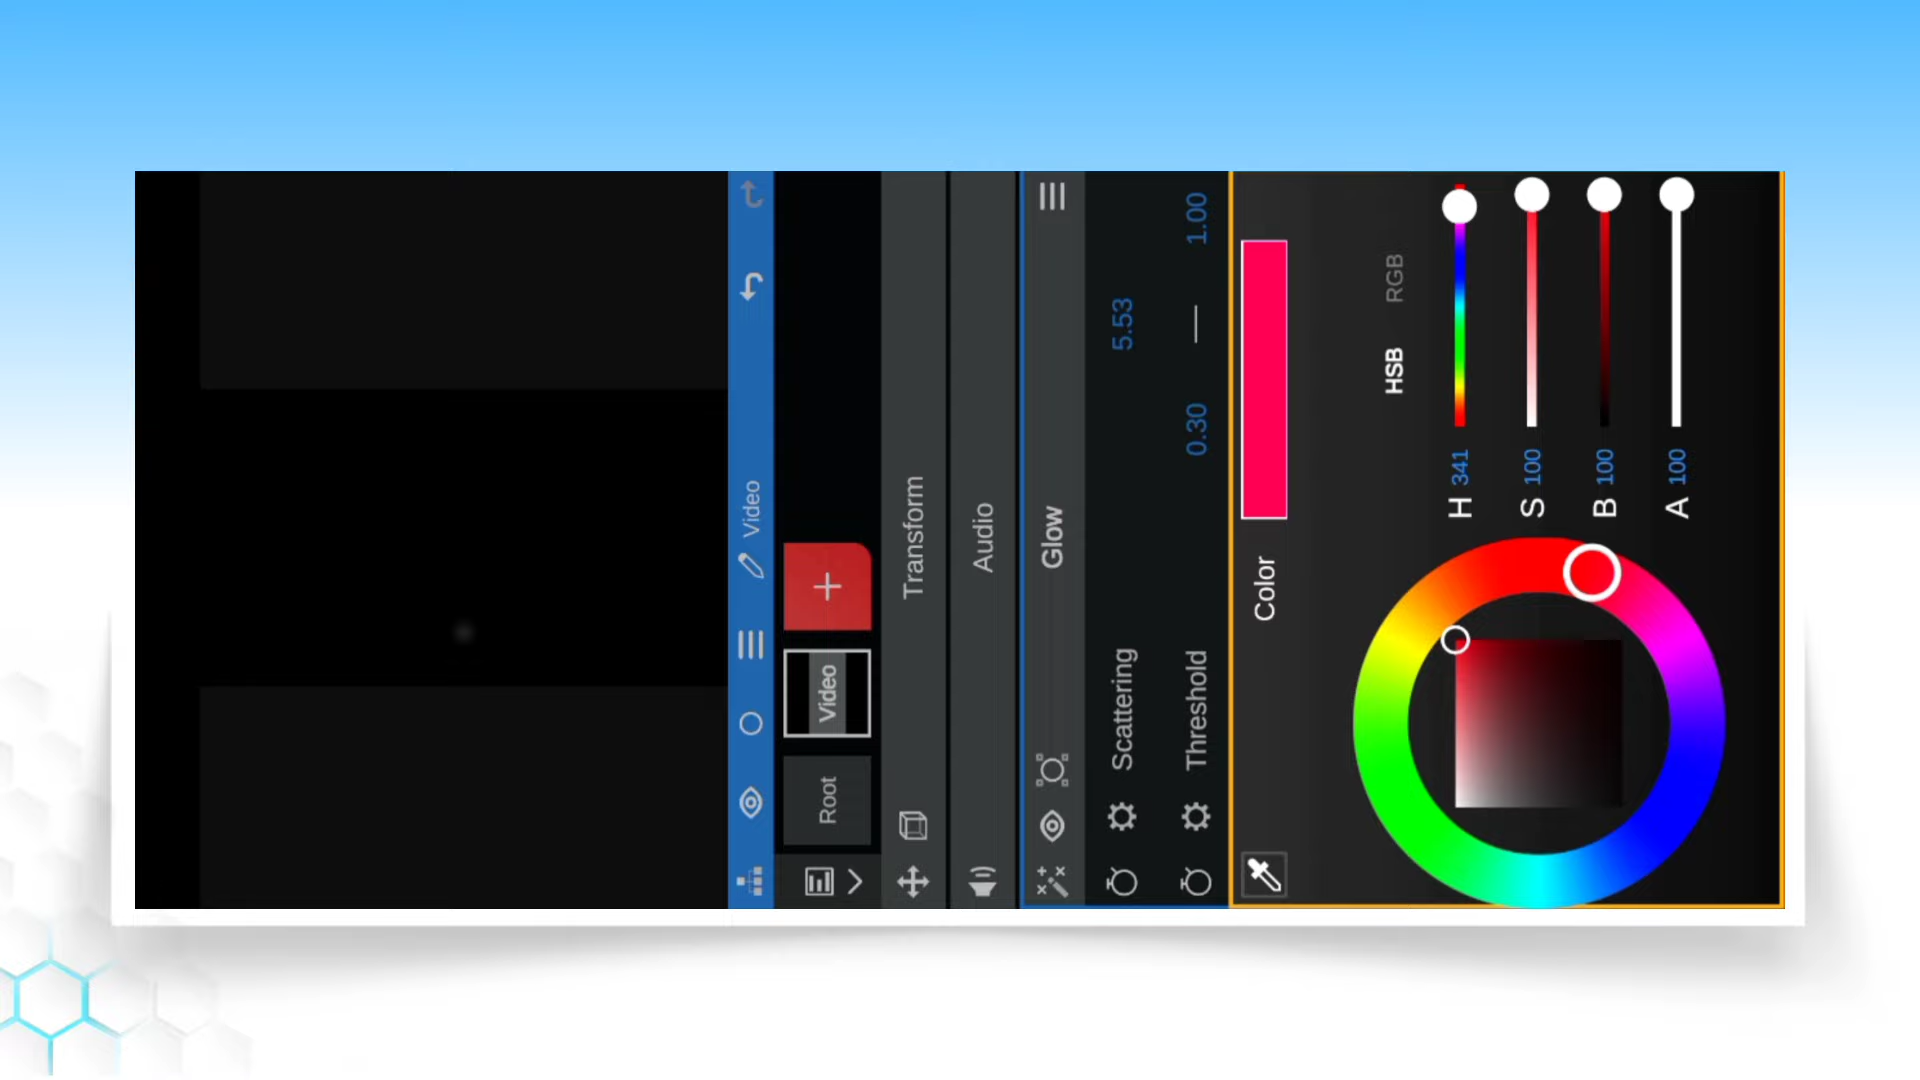 Video
Root
Video
+
Transform
Audio
Glow
Scattering 5.53
Threshold 0.30 — 1.00
Color
HSB RGB
H 341
S 100
B 100
A 100